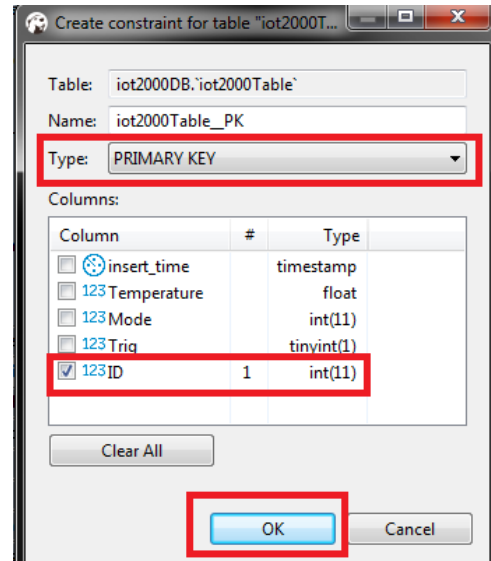 Create constraint for table "iot2000T...
Table: iot2000DB.`iot2000Table`
Name: iot2000Table__PK
Type: PRIMARY KEY
Columns:
Column # Type
insert_time timestamp
123 Temperature float
123 Mode int(11)
123 Trig tinyint(1)
123 ID 1 int(11)
Clear All
OK Cancel